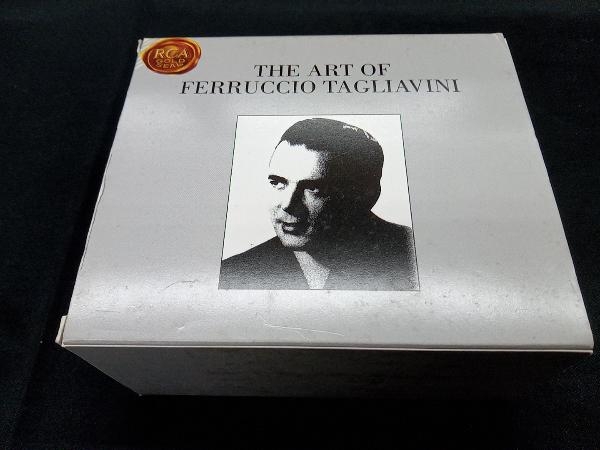 RCA
GOLD
SEAL
THE ART OF
FERRUCCIO TAGLIAVINI